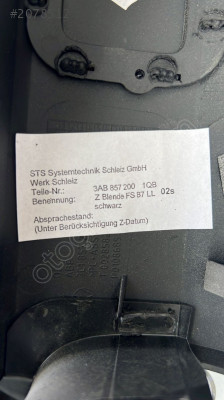 STS Systemtechnik Schleiz GmbH
Werk Schleiz
Teile-Nr.: 3AB 857 200 1QB
Benennung: Z Blende FS 87 LL 02s
schwarz
Absprachestand:
(Unter Berücksichtigung Z-Datum)